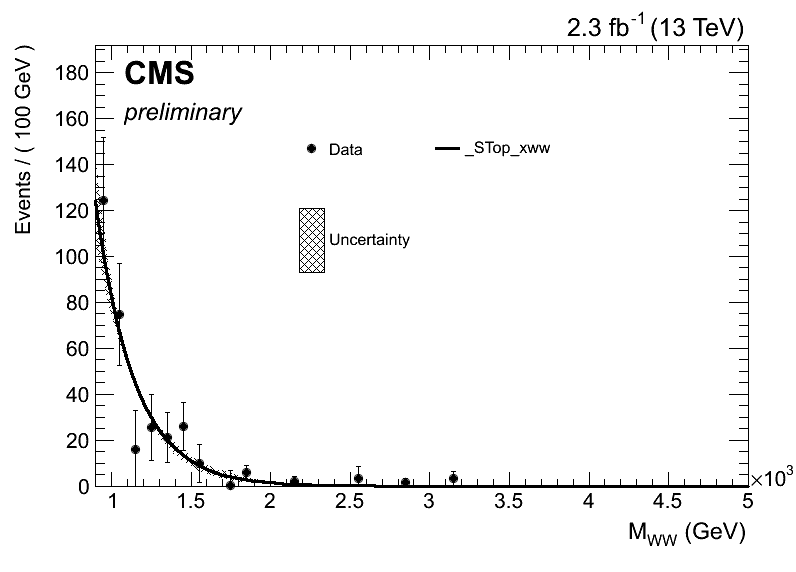 2.3 fb⁻¹ (13 TeV)
Events / ( 100 GeV )
180
160
140
120
100
80
60
40
20
0
CMS
preliminary
Data
_STop_xww
Uncertainty
1 1.5 2 2.5 3 3.5 4 4.5 5
×10³
M_WW (GeV)